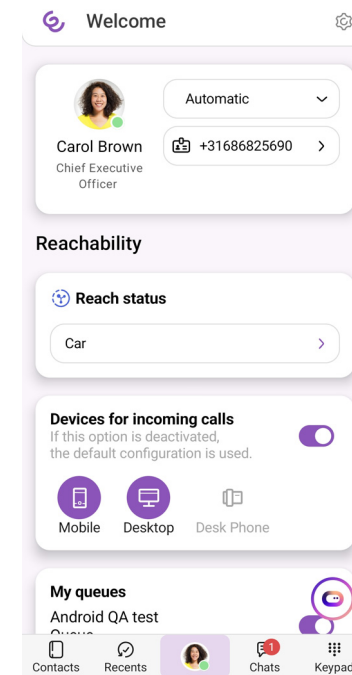 Welcome
Automatic
+31686825690
Carol Brown
Chief Executive
Officer
Reachability
Reach status
Car
Devices for incoming calls
If this option is deactivated,
the default configuration is used.
Mobile Desktop Desk Phone
My queues
Android QA test
Queue
1
Contacts Recents Chats Keypad